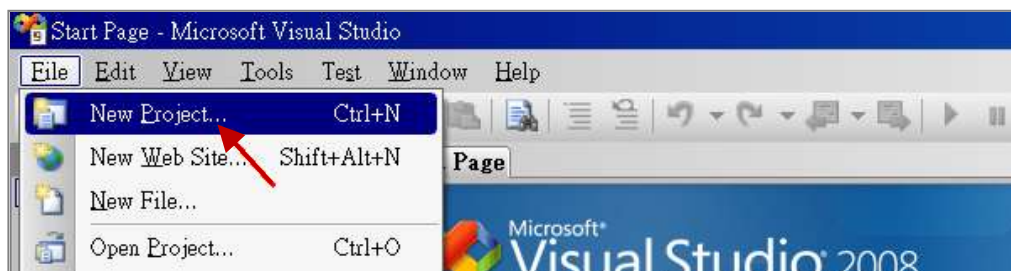 Start Page - Microsoft Visual Studio
File Edit View Tools Test Window Help
New Project... Ctrl+N
New Web Site... Shift+Alt+N
Page
New File...
Open Project... Ctrl+O
Microsoft®
Visual Studio 2008